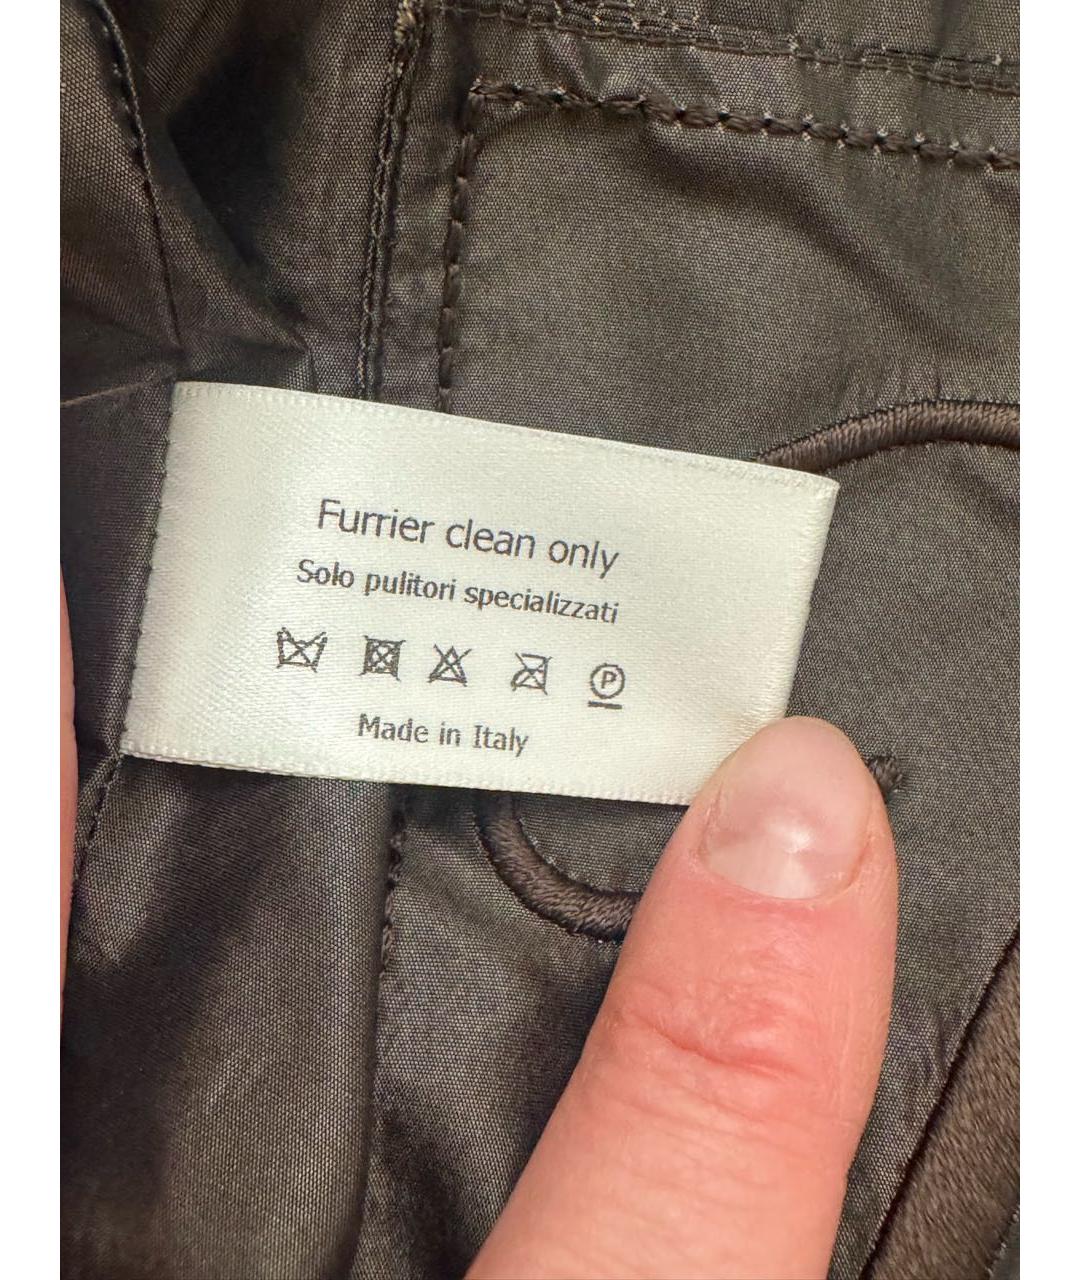 Furrier clean only
Solo pulitori specializzati
P
Made in Italy